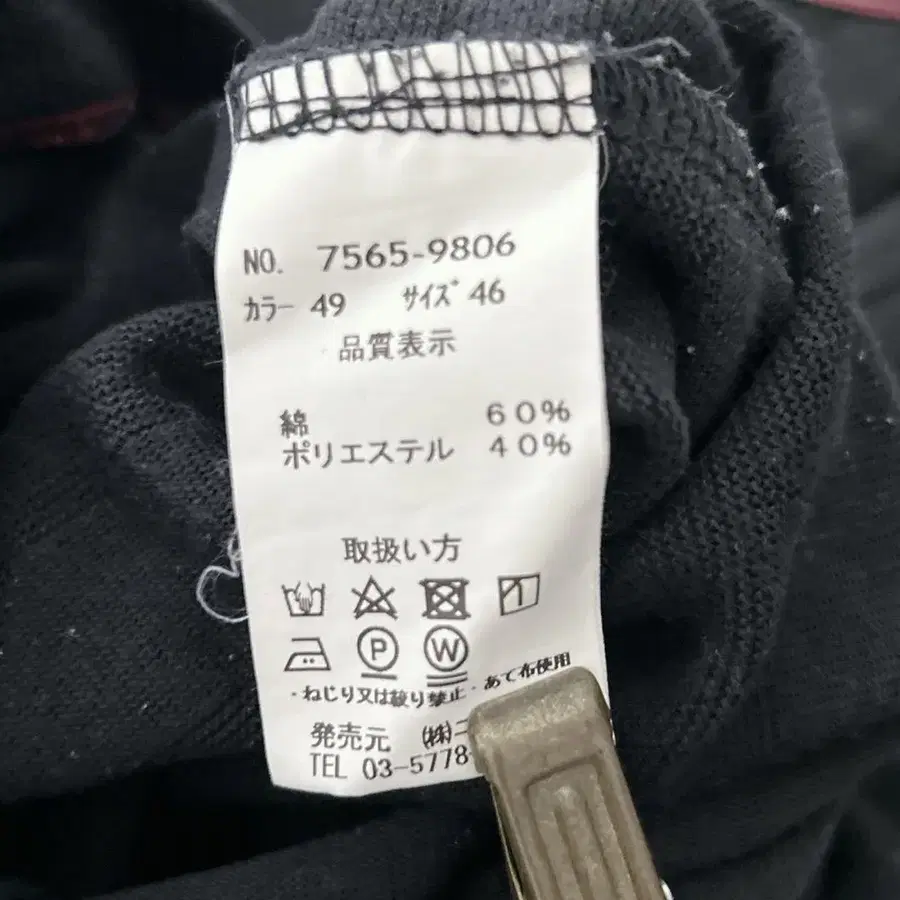 NO. 7565-9806
カラー 49 サイズ 46
品質表示
綿 60%
ポリエステル 40%
取扱い方
P W
・ねじり又は絞り禁止・あて布使用
発売元 (株)
TEL 03-5778-